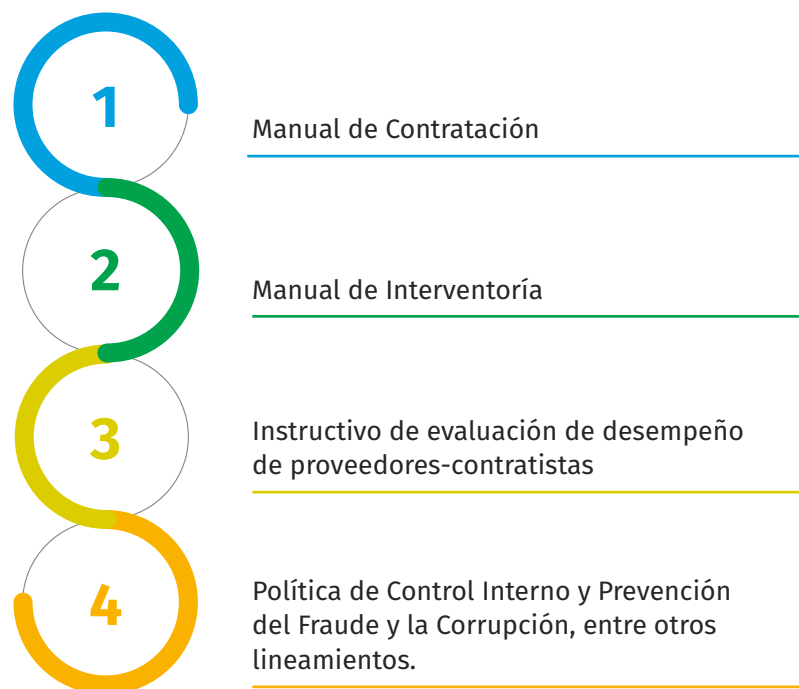 1
Manual de Contratación
2
Manual de Interventoría
3
Instructivo de evaluación de desempeño
de proveedores-contratistas
4
Política de Control Interno y Prevención
del Fraude y la Corrupción, entre otros
lineamientos.